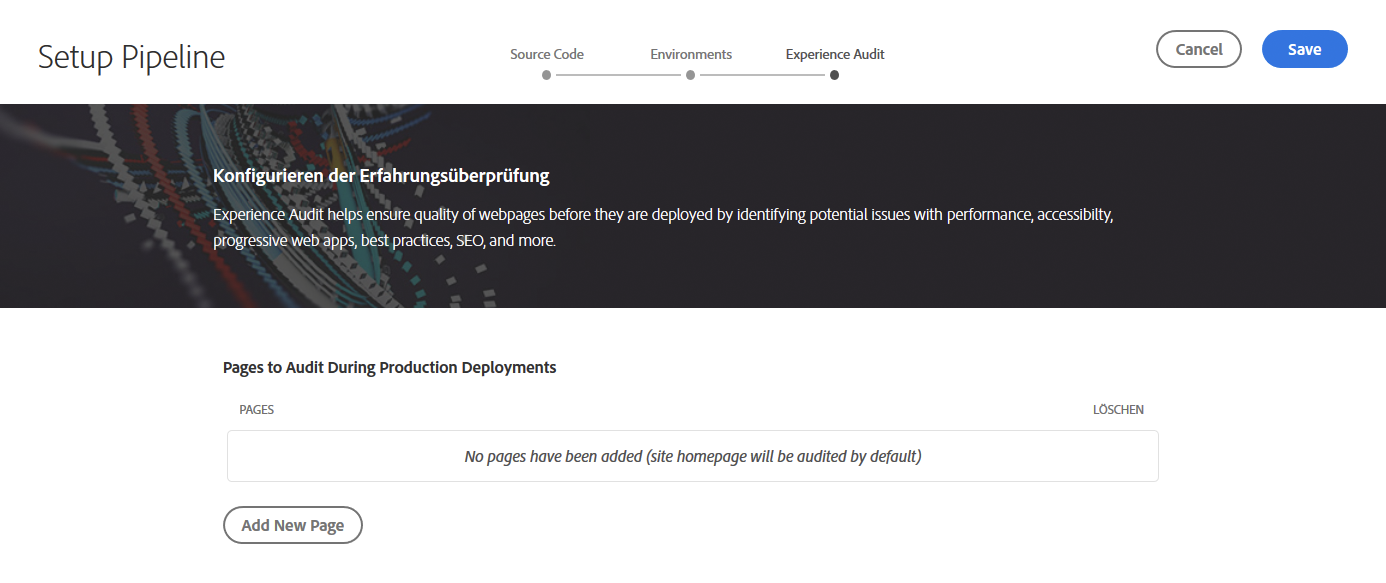 Setup Pipeline
Source Code
Environments
Experience Audit
Cancel
Save
Konfigurieren der Erfahrungsüberprüfung
Experience Audit helps ensure quality of webpages before they are deployed by identifying potential issues with performance, accessibilty,
progressive web apps, best practices, SEO, and more.
Pages to Audit During Production Deployments
PAGES
LÖSCHEN
No pages have been added (site homepage will be audited by default)
Add New Page